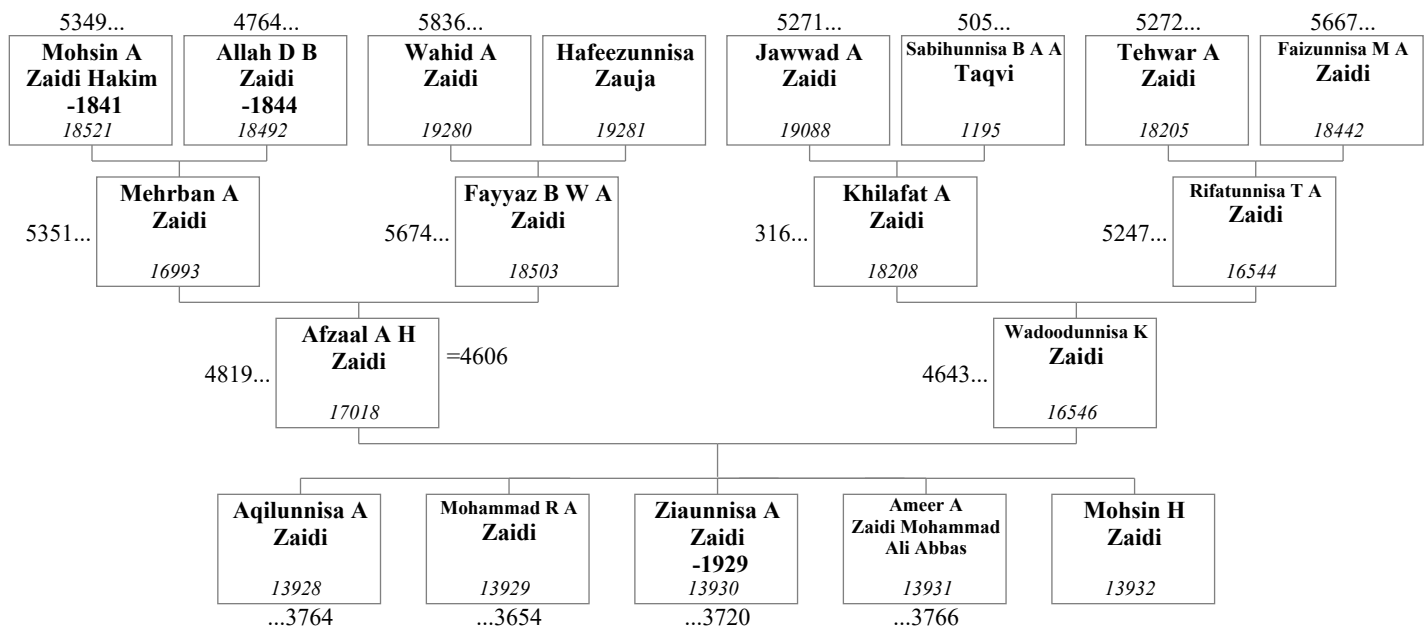 5349...
4764...
5836...
5271...
505...
5272...
5667...
Mohsin A
Zaidi Hakim
-1841
18521
Allah D B
Zaidi
-1844
18492
Wahid A
Zaidi
19280
Hafeezunnisa
Zauja
19281
Jawwad A
Zaidi
19088
Sabihunnisa B A A
Taqvi
1195
Tehwar A
Zaidi
18205
Faizunnisa M A
Zaidi
18442
5351...
Mehrban A
Zaidi
16993
5674...
Fayyaz B W A
Zaidi
18503
316...
Khilafat A
Zaidi
18208
5247...
Rifatunnisa T A
Zaidi
16544
4819...
Afzaal A H
Zaidi
17018
=4606
4643...
Wadoodunnisa K
Zaidi
16546
Aqilunnisa A
Zaidi
13928
...3764
Mohammad R A
Zaidi
13929
...3654
Ziaunnisa A
Zaidi
-1929
13930
...3720
Ameer A
Zaidi Mohammad
Ali Abbas
13931
...3766
Mohsin H
Zaidi
13932